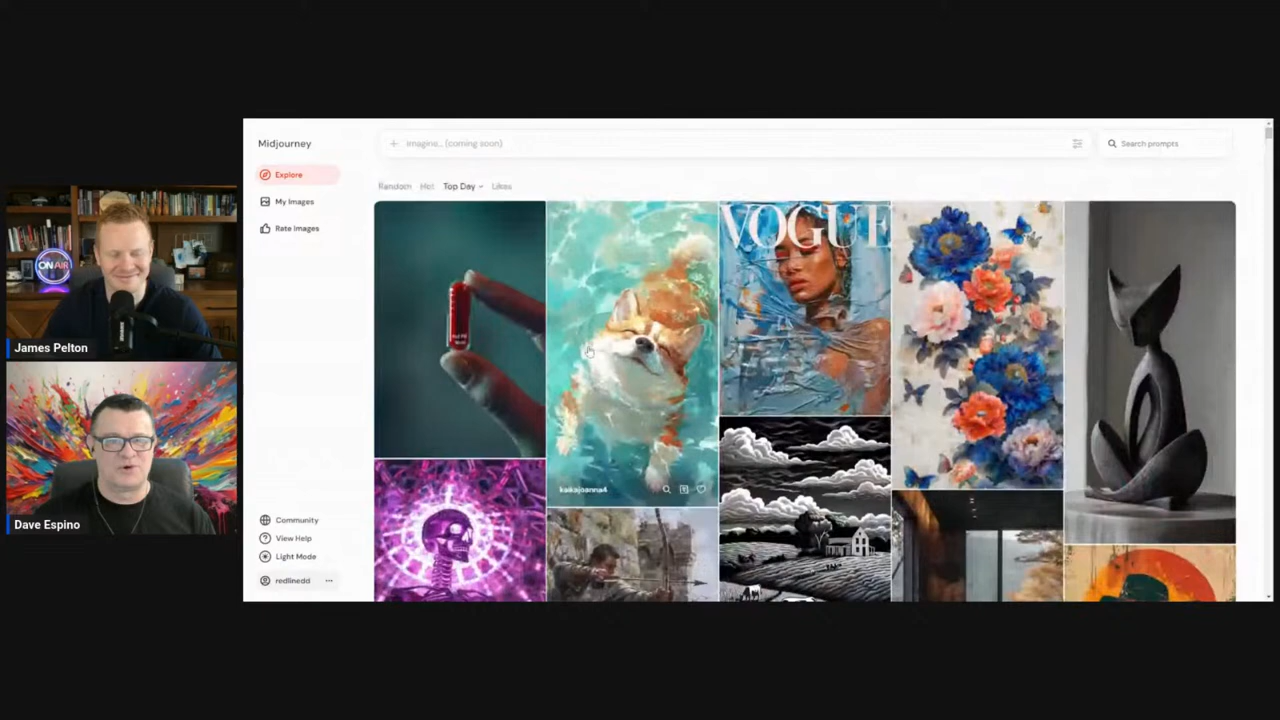 Midjourney
imagine... (coming soon)
Search prompts
Explore
My Images
Rate Images
Random
Hot
Top Day
Likes
VOGUE
ON AIR
James Pelton
Dave Espino
kaikajoanna4
Community
View Help
Light Mode
redlinedd